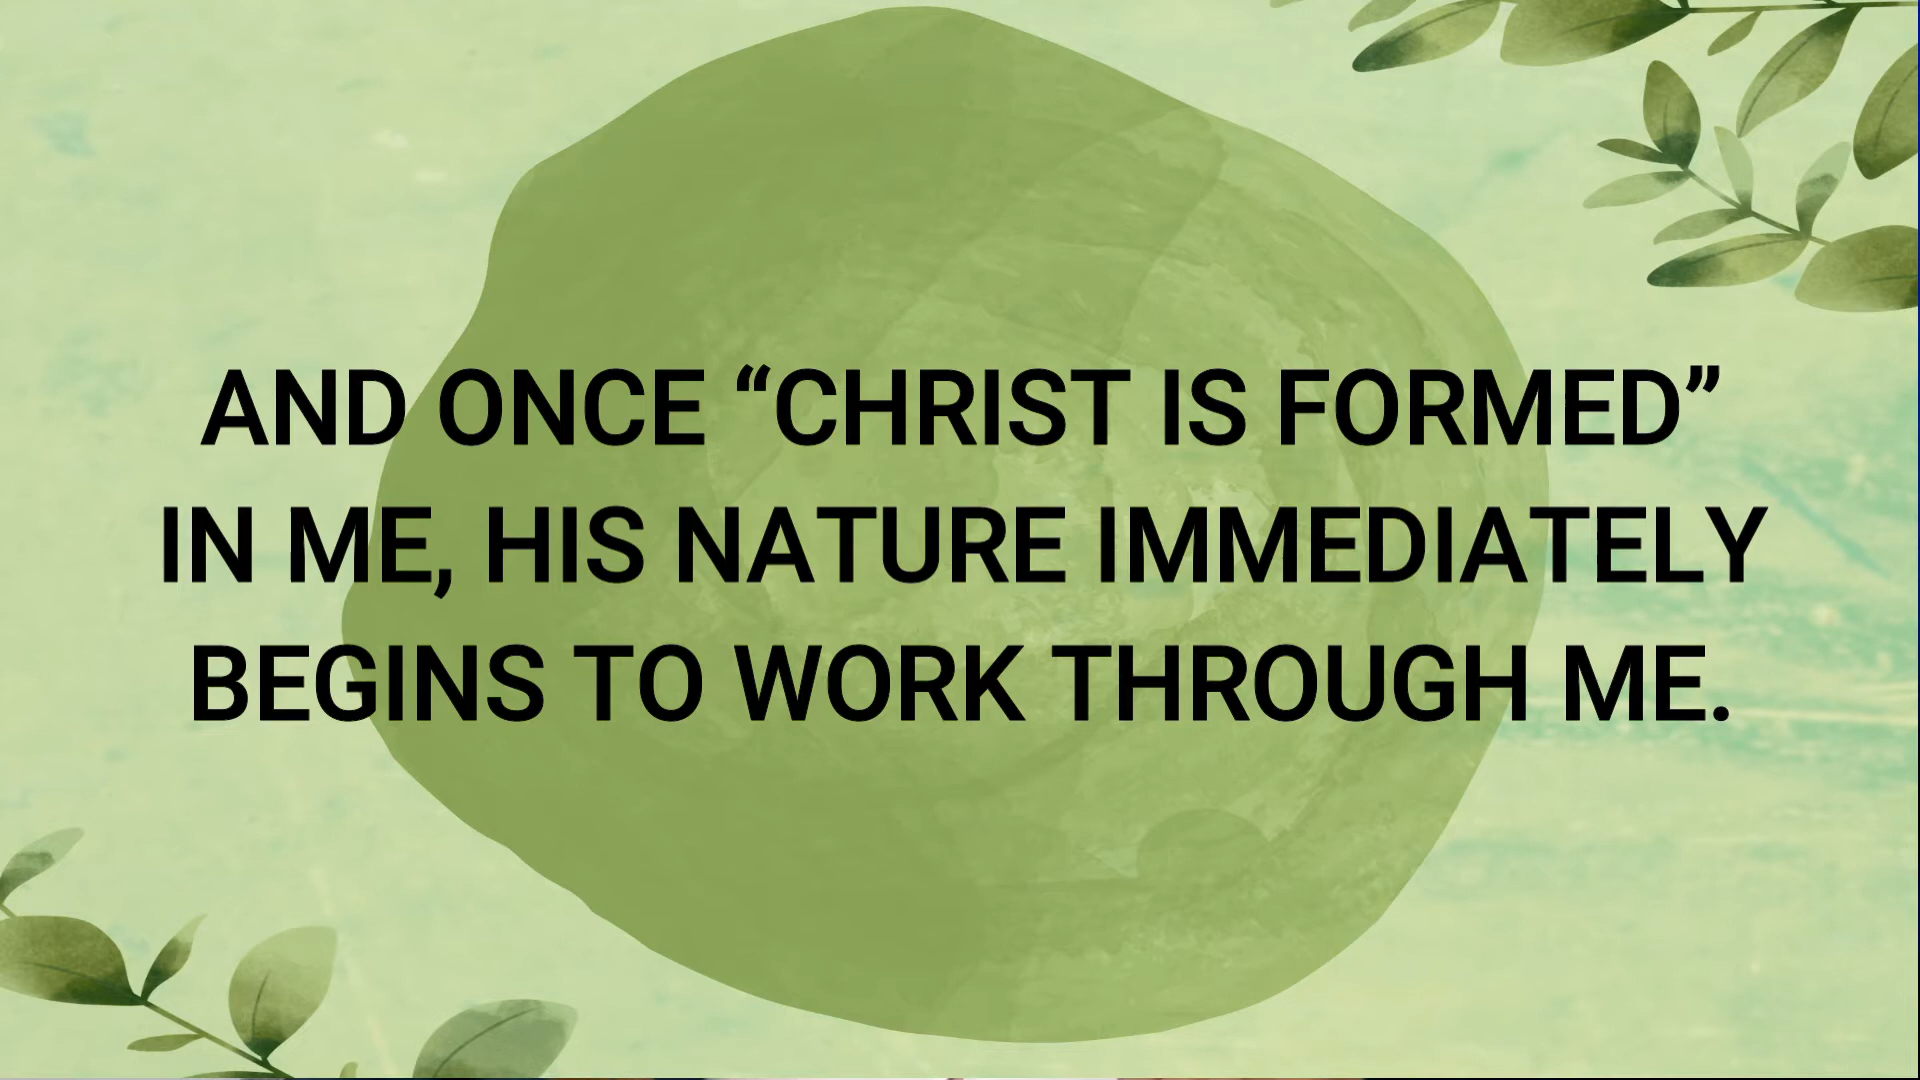 AND ONCE “CHRIST IS FORMED”
IN ME, HIS NATURE IMMEDIATELY
BEGINS TO WORK THROUGH ME.